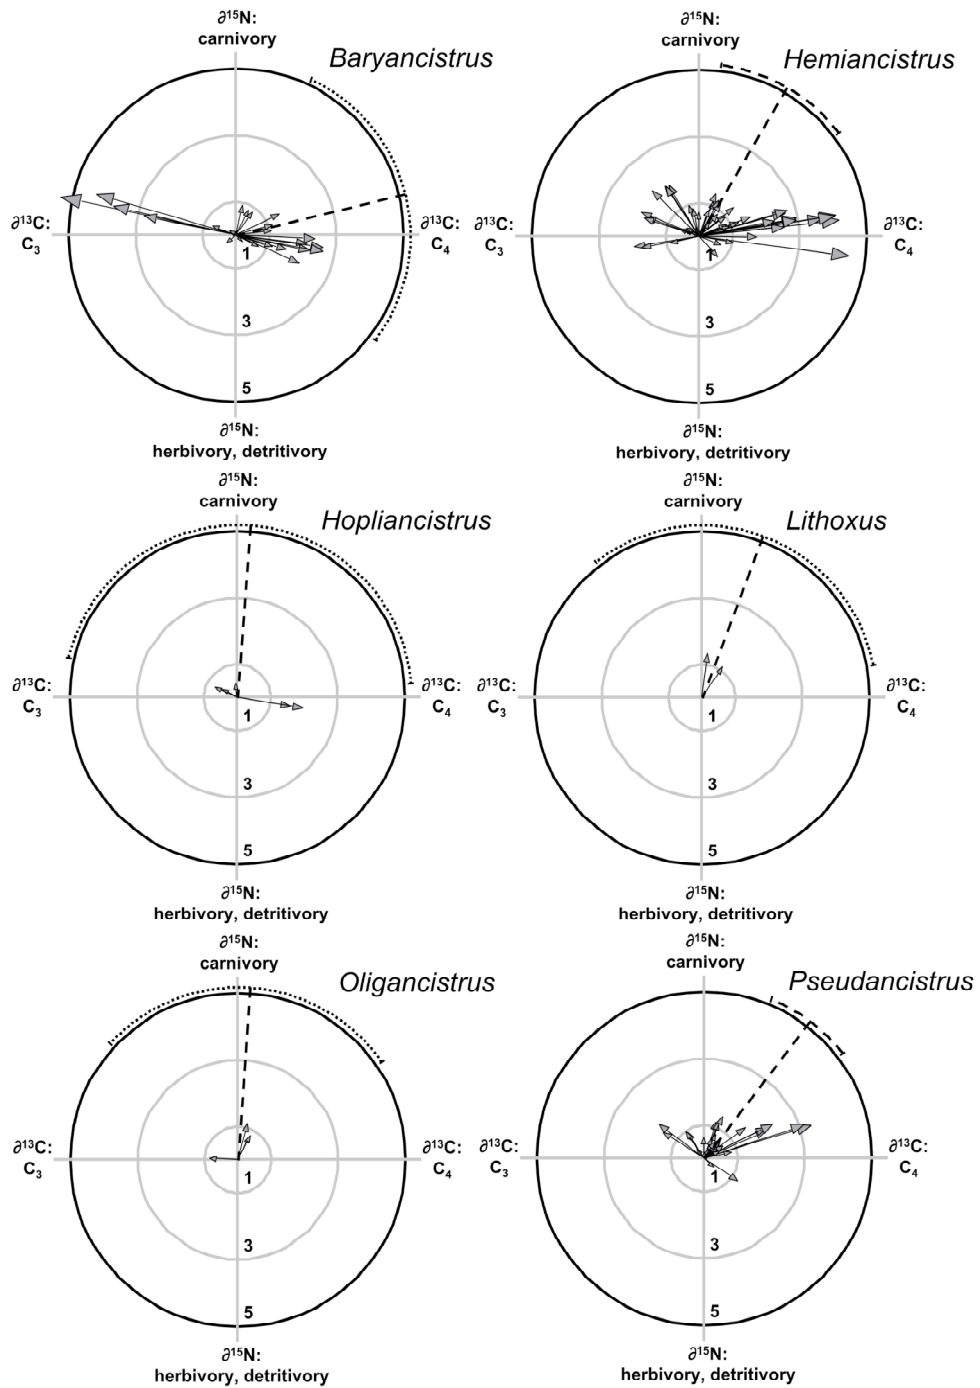 ∂¹⁵N:
carnivory
Baryancistrus
∂¹³C:
C₃
∂¹³C:
C₄
1
3
5
∂¹⁵N:
herbivory, detritivory
∂¹⁵N:
carnivory
Hemiancistrus
∂¹³C:
C₃
∂¹³C:
C₄
1
3
5
∂¹⁵N:
herbivory, detritivory
∂¹⁵N:
carnivory
Hopliancistrus
∂¹³C:
C₃
∂¹³C:
C₄
1
3
5
∂¹⁵N:
herbivory, detritivory
∂¹⁵N:
carnivory
Lithoxus
∂¹³C:
C₃
∂¹³C:
C₄
1
3
5
∂¹⁵N:
herbivory, detritivory
∂¹⁵N:
carnivory
Oligancistrus
∂¹³C:
C₃
∂¹³C:
C₄
1
3
5
∂¹⁵N:
herbivory, detritivory
∂¹⁵N:
carnivory
Pseudancistrus
∂¹³C:
C₃
∂¹³C:
C₄
1
3
5
∂¹⁵N:
herbivory, detritivory